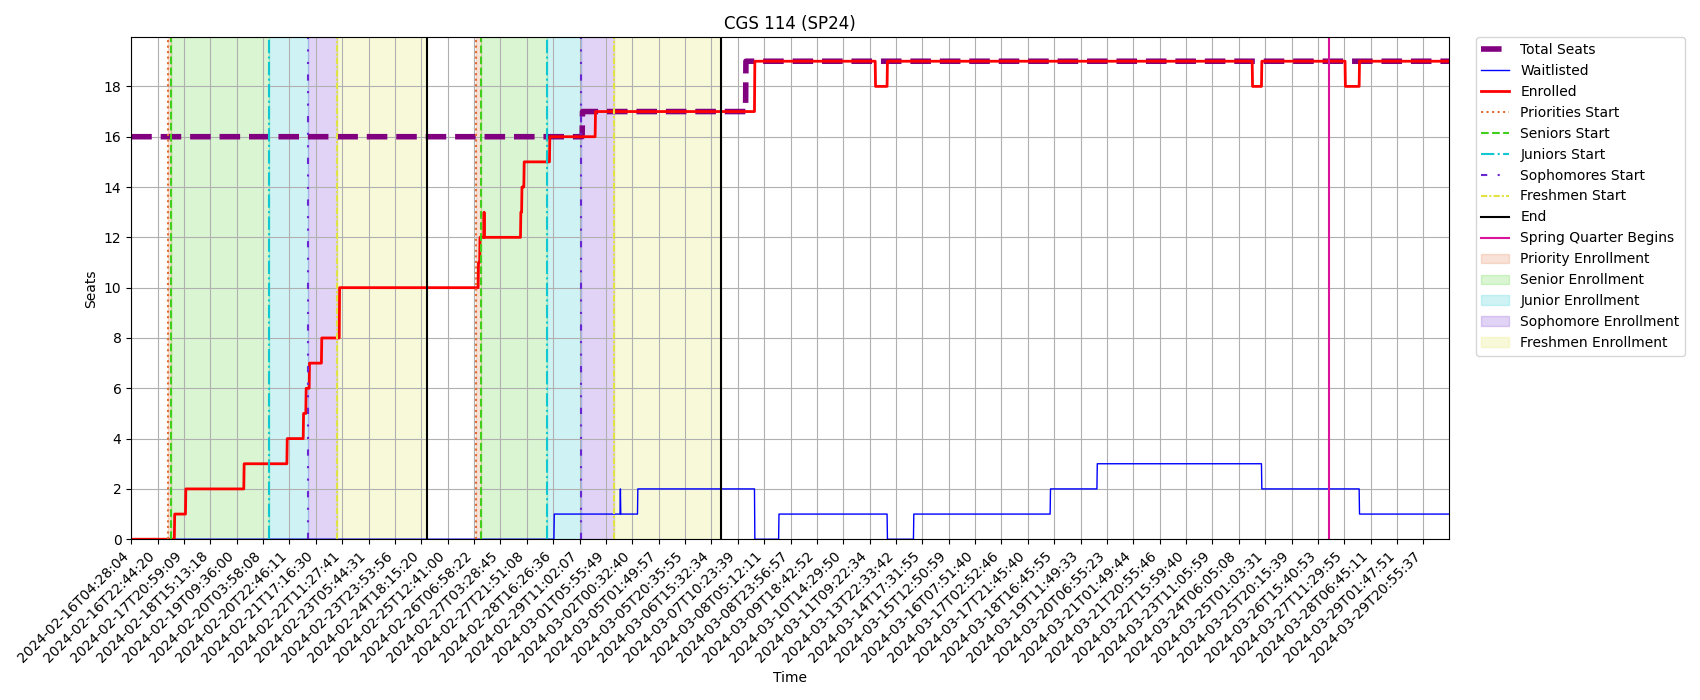 CGS 114 (SP24)
Total Seats
Waitlisted
Enrolled
Priorities Start
Seniors Start
Juniors Start
Sophomores Start
Freshmen Start
End
Spring Quarter Begins
Priority Enrollment
Senior Enrollment
Junior Enrollment
Sophomore Enrollment
Freshmen Enrollment
Seats
18
16
14
12
10
8
6
4
2
0
2024-02-16T04:28:04
2024-02-16T22:44:20
2024-02-17T20:59:09
2024-02-18T15:13:18
2024-02-19T09:36:00
2024-02-20T03:58:08
2024-02-20T22:46:11
2024-02-21T17:16:30
2024-02-22T11:27:41
2024-02-23T05:44:31
2024-02-23T23:53:56
2024-02-24T18:15:20
2024-02-25T12:41:00
2024-02-26T06:58:22
2024-02-27T03:28:45
2024-02-27T21:51:08
2024-02-28T16:26:36
2024-02-29T11:02:07
2024-03-01T05:55:49
2024-03-02T00:32:40
2024-03-05T01:49:57
2024-03-05T20:35:55
2024-03-06T15:32:34
2024-03-07T10:23:39
2024-03-08T05:12:11
2024-03-08T23:56:57
2024-03-09T18:42:52
2024-03-10T14:29:50
2024-03-11T09:22:34
2024-03-13T22:33:42
2024-03-14T17:31:55
2024-03-15T12:50:59
2024-03-16T07:51:40
2024-03-17T02:52:46
2024-03-17T21:45:40
2024-03-18T16:45:55
2024-03-19T11:49:33
2024-03-20T06:55:23
2024-03-21T01:49:44
2024-03-21T20:55:46
2024-03-22T15:59:40
2024-03-23T11:05:59
2024-03-24T06:05:08
2024-03-25T01:03:31
2024-03-25T20:15:39
2024-03-26T15:40:53
2024-03-27T11:29:55
2024-03-28T06:45:11
2024-03-29T01:47:51
2024-03-29T20:55:37
Time